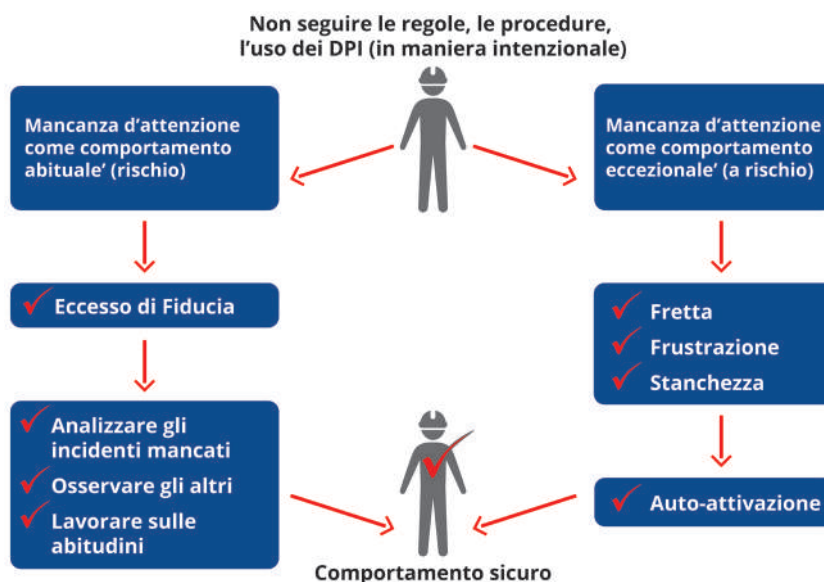 Non seguire le regole, le procedure,
l'uso dei DPI (in maniera intenzionale)
Mancanza d'attenzione
come comportamento
abituale' (rischio)
Mancanza d'attenzione
come comportamento
eccezionale' (a rischio)
Eccesso di Fiducia
Fretta
Frustrazione
Stanchezza
Analizzare gli
incidenti mancati
Osservare gli altri
Lavorare sulle
abitudini
Auto-attivazione
Comportamento sicuro